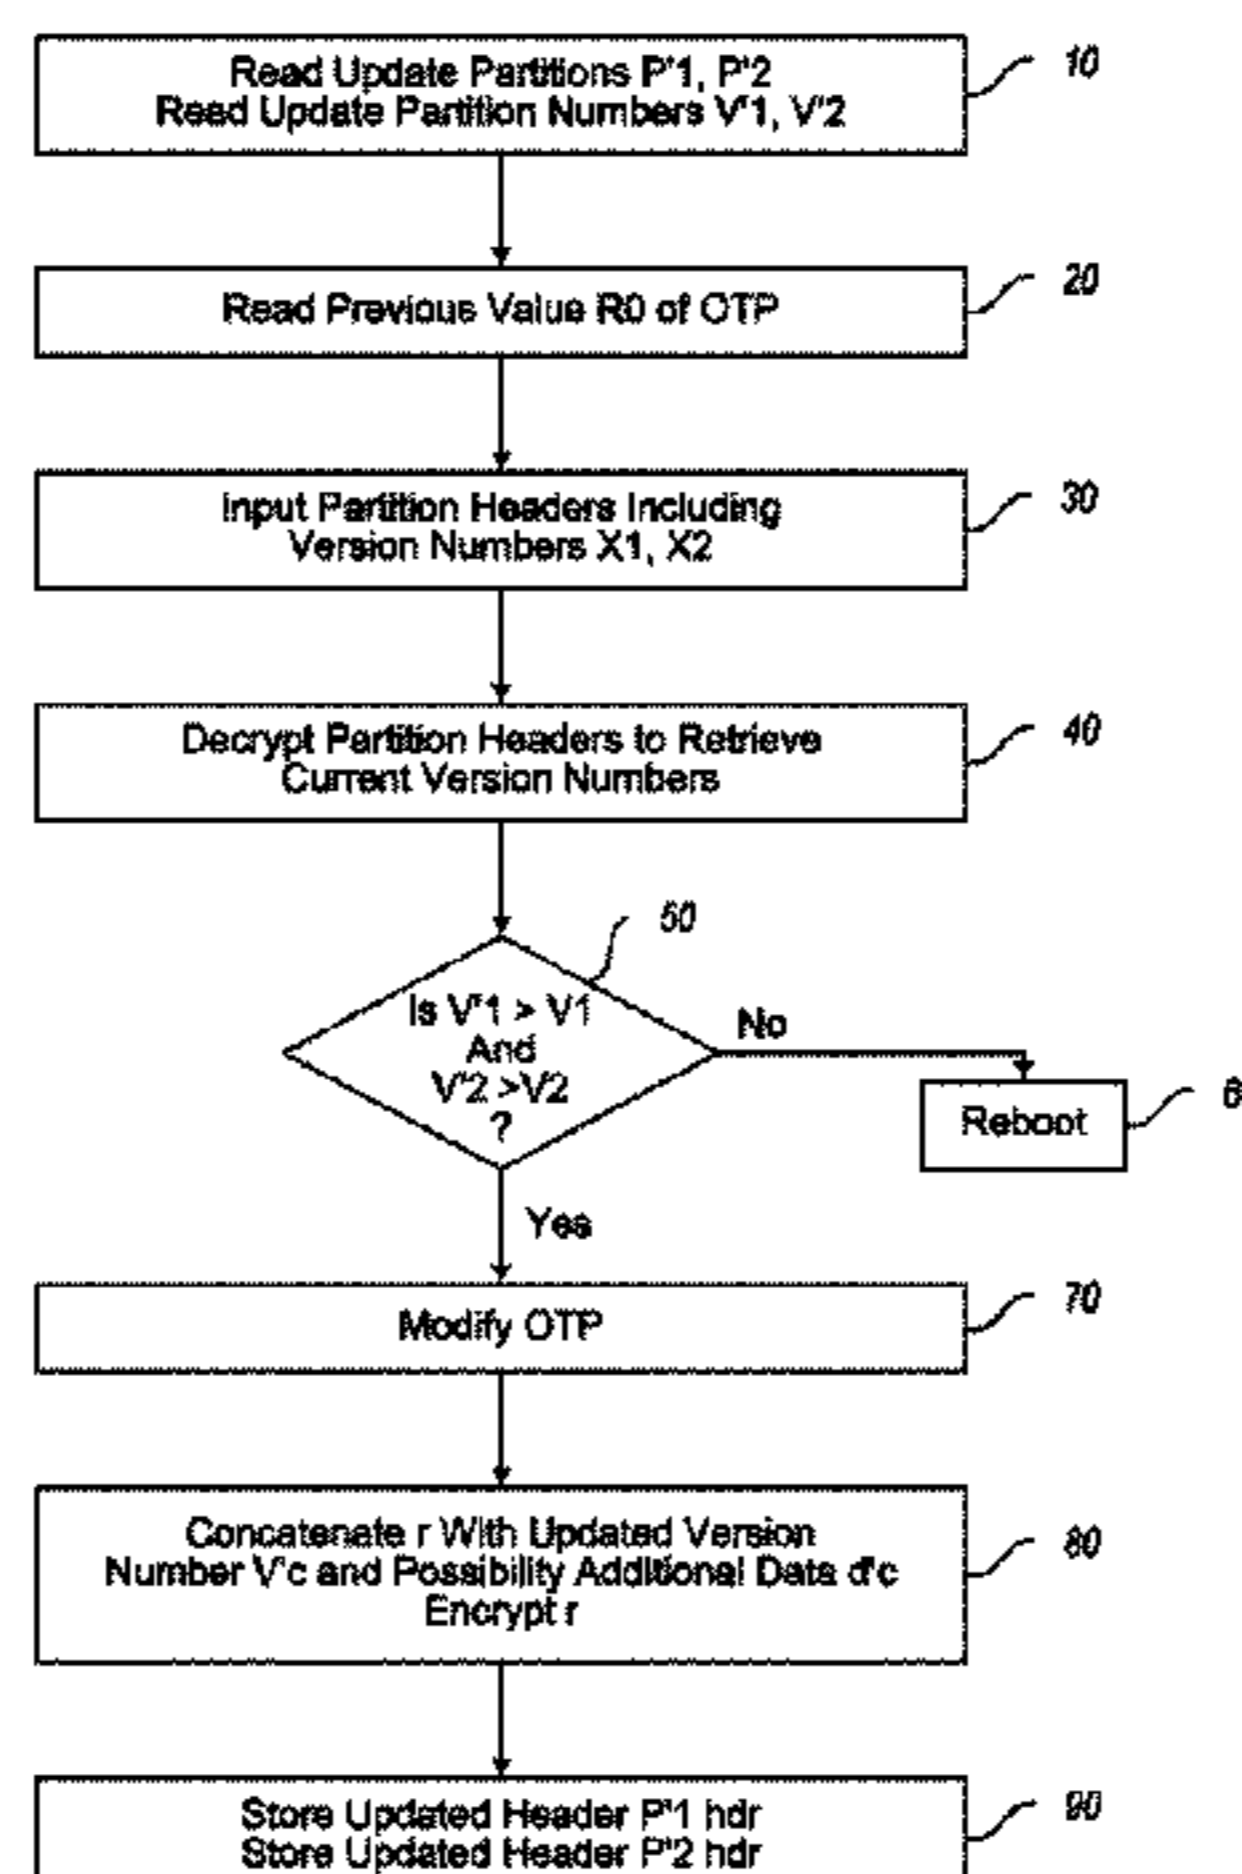 Read Update Partitions P'1, P'2
Read Update Partition Numbers V'1, V'2
10
Read Previous Value R0 of OTP
20
Input Partition Headers Including
Version Numbers X1, X2
30
Decrypt Partition Headers to Retrieve
Current Version Numbers
40
50
Is V'1 > V1
And
V'2 >V2
?
No
Reboot
6
Yes
Modify OTP
70
Concatenate r With Updated Version
Number V'c and Possibility Additional Data d'c
Encrypt r
80
Store Updated Header P'1 hdr
Store Updated Header P'2 hdr
90